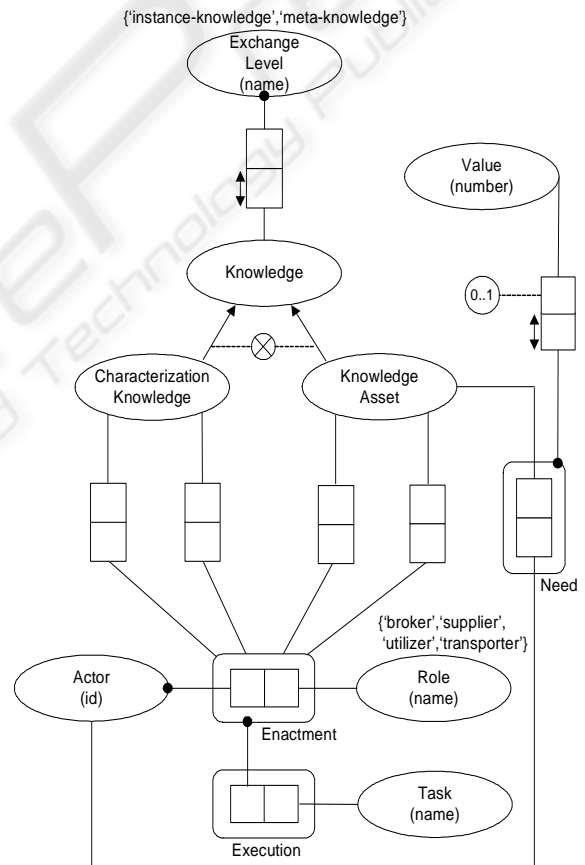 {‘instance-knowledge’,‘meta-knowledge’}
Exchange
Level
(name)
Value
(number)
Knowledge
0..1
Characterization
Knowledge
Knowledge
Asset
Need
{‘broker’,‘supplier’,
‘utilizer’,‘transporter’}
Actor
(id)
Role
(name)
Enactment
Task
(name)
Execution